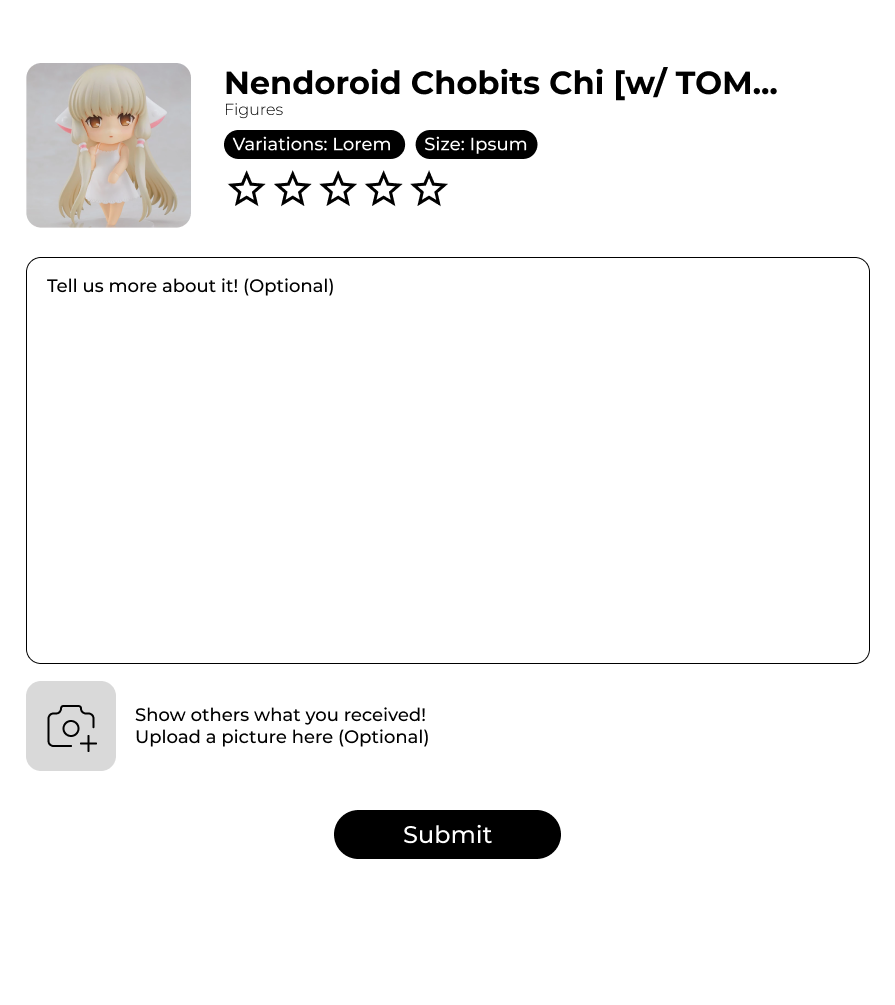 Nendoroid Chobits Chi [w/ TOM...
Figures
Variations: Lorem
Size: Ipsum
Tell us more about it! (Optional)
Show others what you received!
Upload a picture here (Optional)
Submit